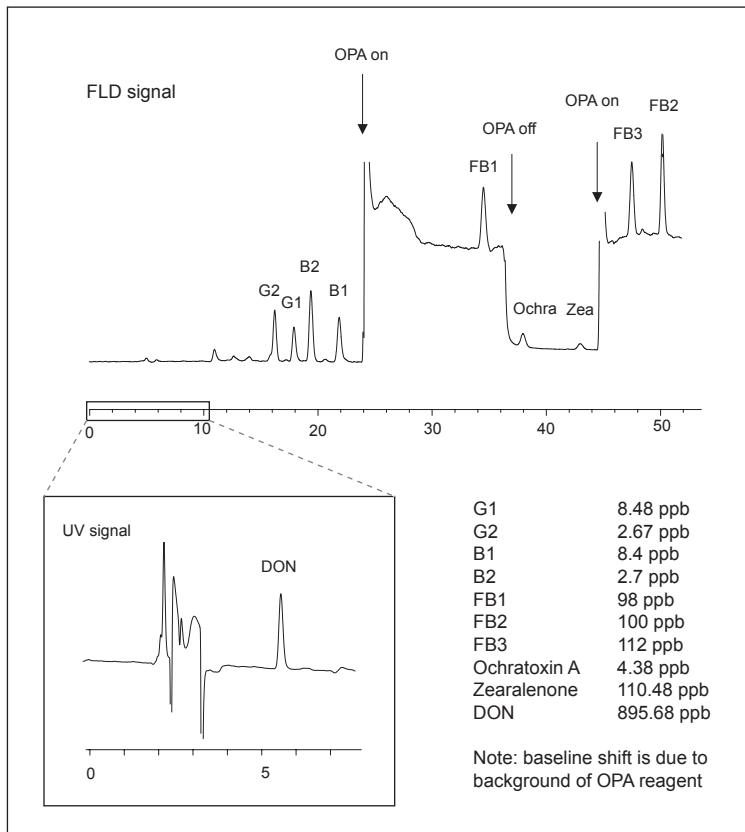 OPA on
FLD signal
OPA on
FB2
OPA off
FB3
FB1
B2
G2
G1
B1
Ochra
Zea
0
10
20
30
40
50
UV signal
DON
0
5
G1 8.48 ppb
G2 2.67 ppb
B1 8.4 ppb
B2 2.7 ppb
FB1 98 ppb
FB2 100 ppb
FB3 112 ppb
Ochratoxin A 4.38 ppb
Zearalenone 110.48 ppb
DON 895.68 ppb
Note: baseline shift is due to
background of OPA reagent